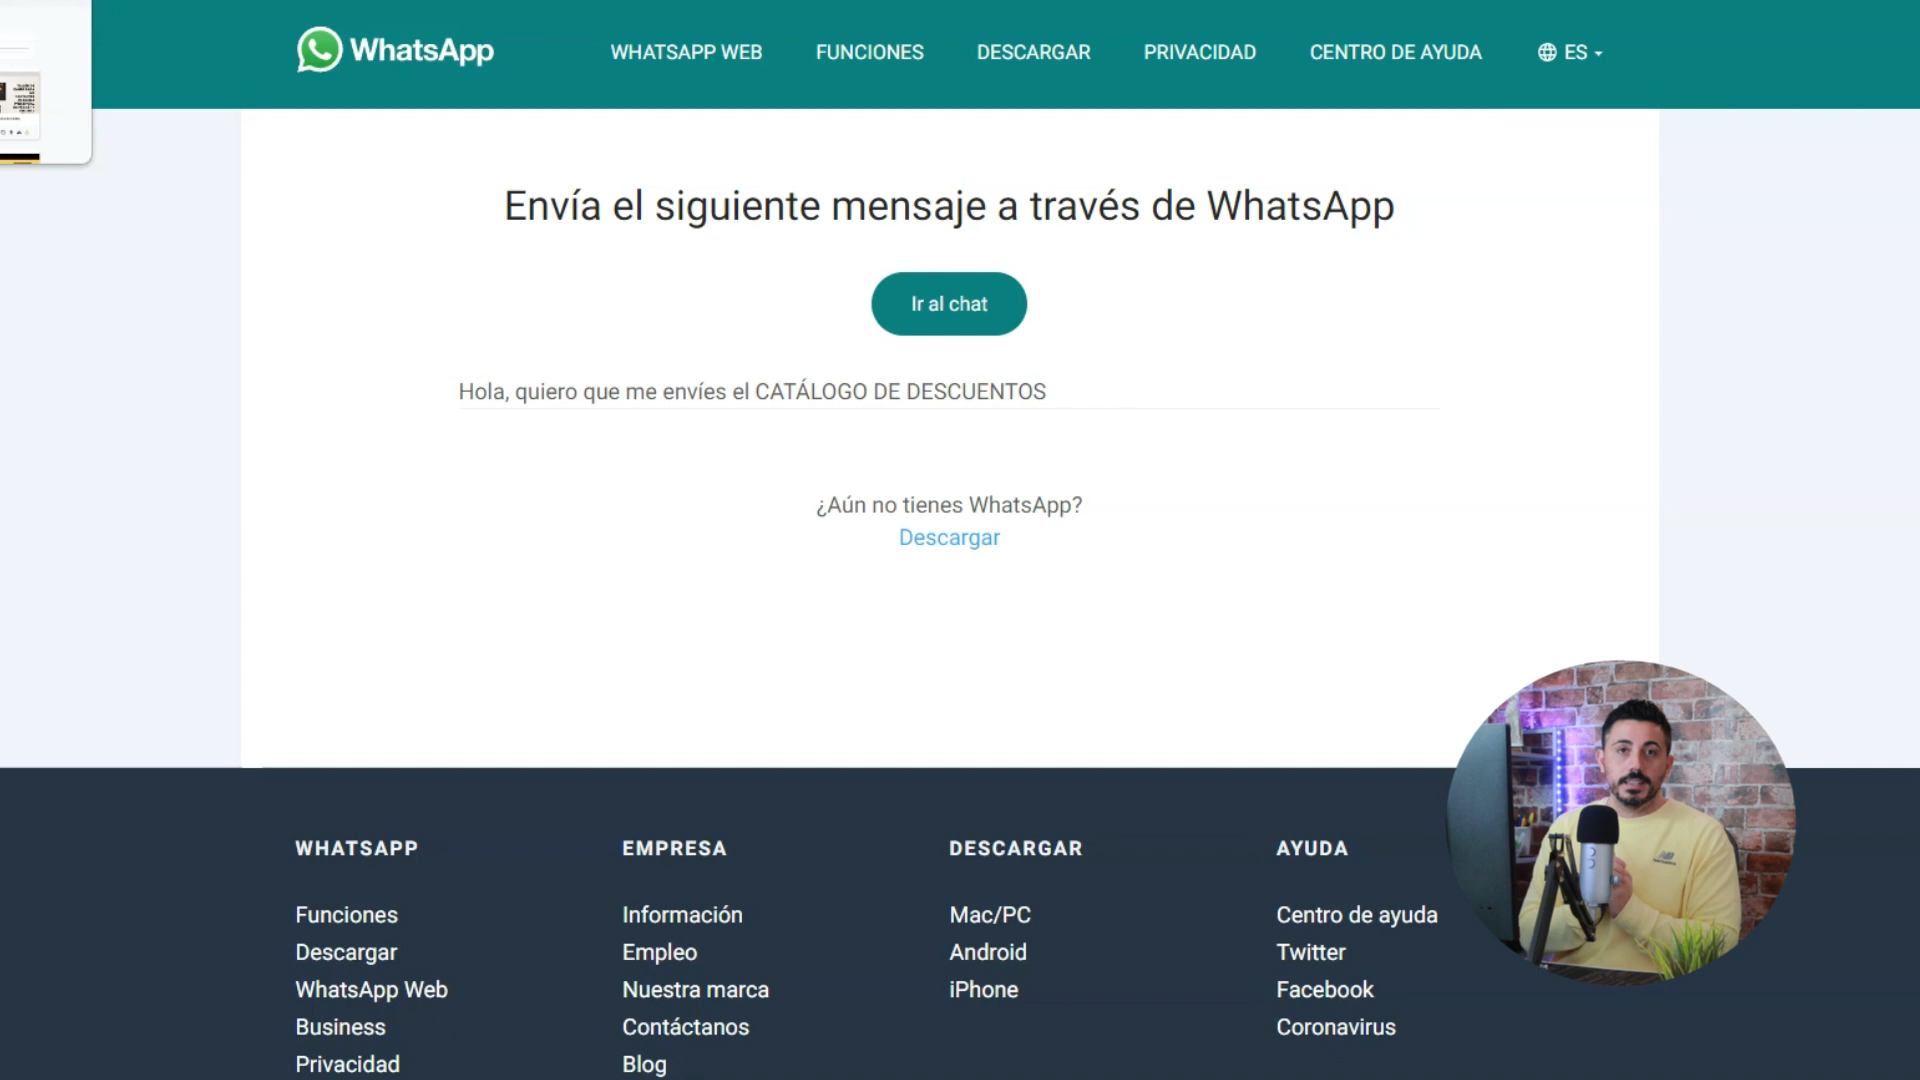 WhatsApp
WHATSAPP WEB
FUNCIONES
DESCARGAR
PRIVACIDAD
CENTRO DE AYUDA
ES
Envía el siguiente mensaje a través de WhatsApp
Ir al chat
Hola, quiero que me envíes el CATÁLOGO DE DESCUENTOS
¿Aún no tienes WhatsApp?
Descargar
WHATSAPP
Funciones
Descargar
WhatsApp Web
Business
Privacidad
EMPRESA
Información
Empleo
Nuestra marca
Contáctanos
Blog
DESCARGAR
Mac/PC
Android
iPhone
AYUDA
Centro de ayuda
Twitter
Facebook
Coronavirus